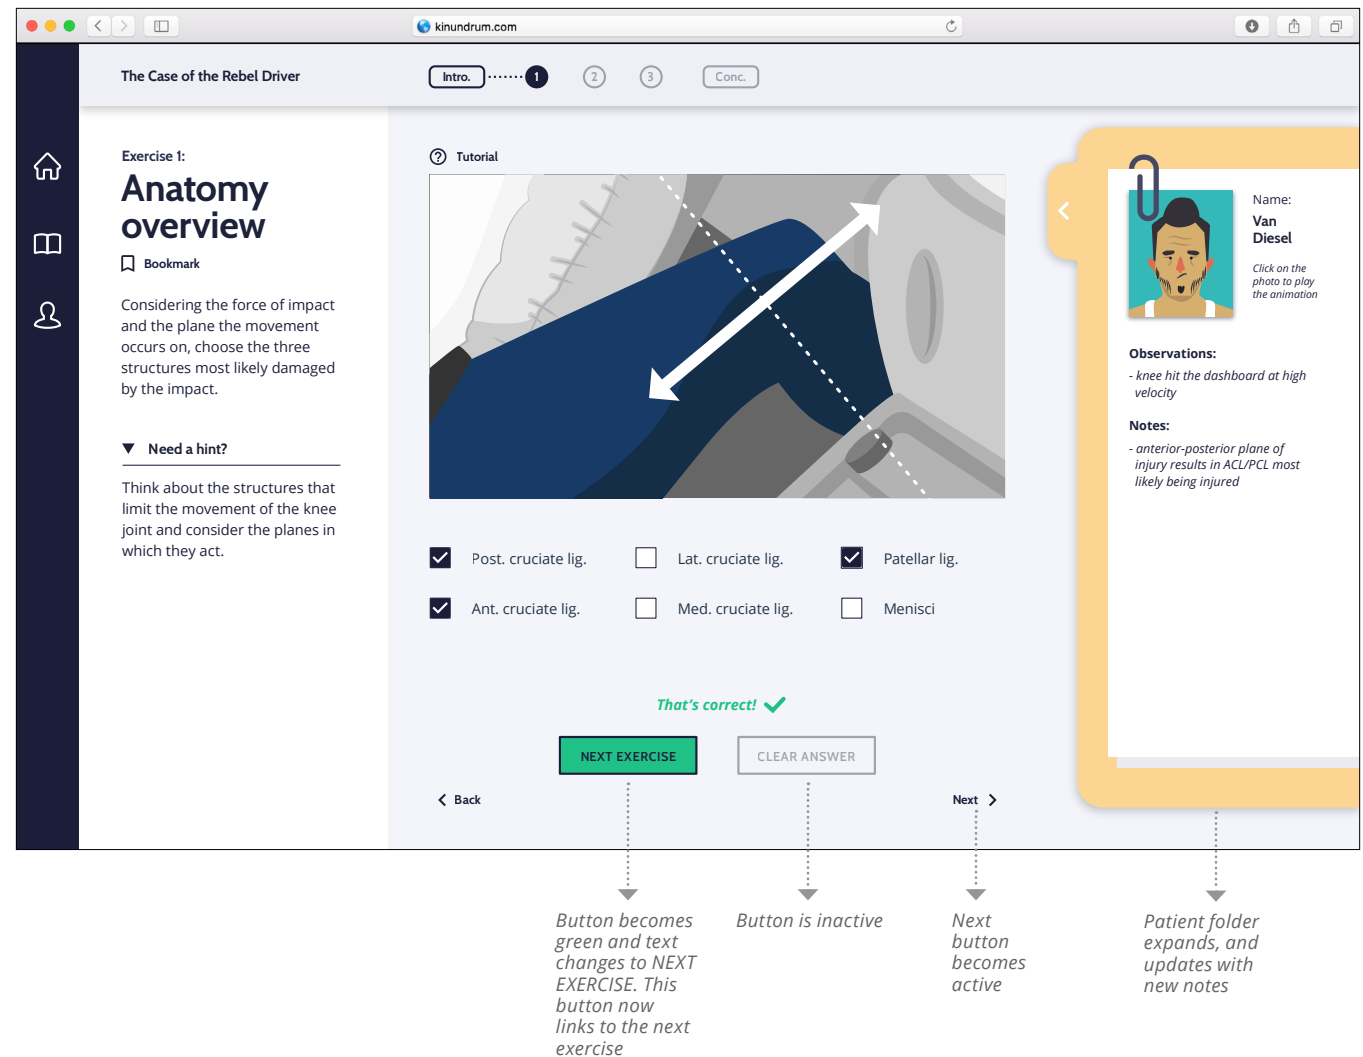 kinundrum.com
The Case of the Rebel Driver
Intro.
1
2
3
Conc.
Exercise 1:
Anatomy
overview
Bookmark
Considering the force of impact
and the plane the movement
occurs on, choose the three
structures most likely damaged
by the impact.
Need a hint?
Think about the structures that
limit the movement of the knee
joint and consider the planes in
which they act.
? Tutorial
Post. cruciate lig.
Lat. cruciate lig.
Patellar lig.
Ant. cruciate lig.
Med. cruciate lig.
Menisci
That's correct!
NEXT EXERCISE
CLEAR ANSWER
Back
Next
Name:
Van
Diesel
Click on the
photo to play
the animation
Observations:
- knee hit the dashboard at high
velocity
Notes:
- anterior-posterior plane of
injury results in ACL/PCL most
likely being injured
Button becomes
green and text
changes to NEXT
EXERCISE. This
button now
links to the next
exercise
Button is inactive
Next
button
becomes
active
Patient folder
expands, and
updates with
new notes